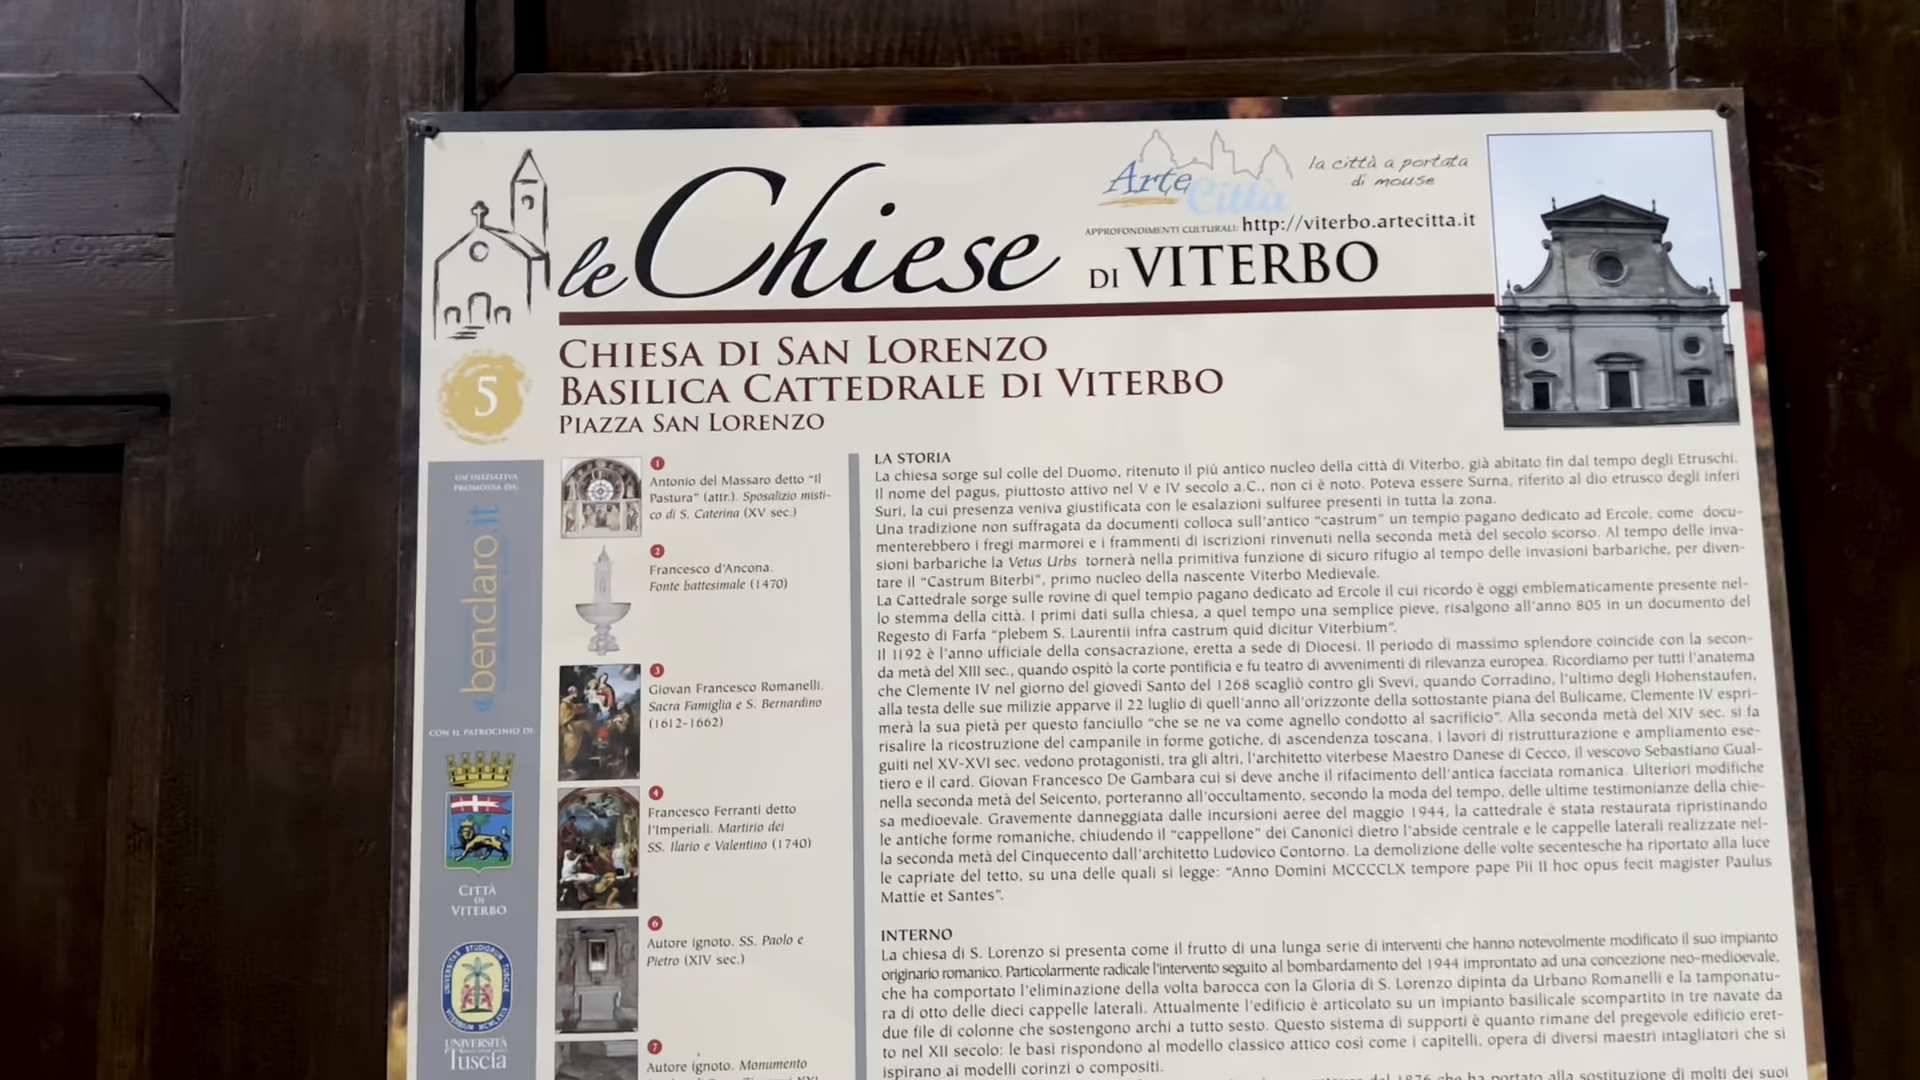 le Chiese DI VITERBO
Arte Città
la città a portata
di mouse
APPROFONDIMENTI CULTURALI: http://viterbo.artecitta.it
CHIESA DI SAN LORENZO
BASILICA CATTEDRALE DI VITERBO
PIAZZA SAN LORENZO
5
UN'INIZIATIVA
PROMOSSA DA:
benclaro.it
CON IL PATROCINIO DI:
CITTÀ
DI
VITERBO
UNIVERSITÀ
Tuscia
1
Antonio del Massaro detto "Il
Pastura" (attr.). Sposalizio misti-
co di S. Caterina (XV sec.)
2
Francesco d'Ancona.
Fonte battesimale (1470)
3
Giovan Francesco Romanelli.
Sacra Famiglia e S. Bernardino
(1612-1662)
4
Francesco Ferranti detto
l'Imperiali. Martirio dei
SS. Ilario e Valentino (1740)
6
Autore ignoto. SS. Paolo e
Pietro (XIV sec.)
7
Autore ignoto. Monumento
LA STORIA
La chiesa sorge sul colle del Duomo, ritenuto il più antico nucleo della città di Viterbo, già abitato fin dal tempo degli Etruschi.
Il nome del pagus, piuttosto attivo nel V e IV secolo a.C., non ci è noto. Poteva essere Surna, riferito al dio etrusco degli inferi
Suri, la cui presenza veniva giustificata con le esalazioni sulfuree presenti in tutta la zona.
Una tradizione non suffragata da documenti colloca sull'antico "castrum" un tempio pagano dedicato ad Ercole, come docu-
menterebbero i fregi marmorei e i frammenti di iscrizioni rinvenuti nella seconda metà del secolo scorso. Al tempo delle inva-
sioni barbariche la Vetus Urbs tornerà nella primitiva funzione di sicuro rifugio al tempo delle invasioni barbariche, per diven-
tare il "Castrum Biterbi", primo nucleo della nascente Viterbo Medievale.
La Cattedrale sorge sulle rovine di quel tempio pagano dedicato ad Ercole il cui ricordo è oggi emblematicamente presente nel-
lo stemma della città. I primi dati sulla chiesa, a quel tempo una semplice pieve, risalgono all'anno 805 in un documento del
Regesto di Farfa "plebem S. Laurentii infra castrum quid dicitur Viterbium".
Il 1192 è l'anno ufficiale della consacrazione, eretta a sede di Diocesi. Il periodo di massimo splendore coincide con la secon-
da metà del XIII sec., quando ospitò la corte pontificia e fu teatro di avvenimenti di rilevanza europea. Ricordiamo per tutti l'anatema
che Clemente IV nel giorno del giovedì Santo del 1268 scagliò contro gli Svevi, quando Corradino, l'ultimo degli Hohenstaufen,
alla testa delle sue milizie apparve il 22 luglio di quell'anno all'orizzonte della sottostante piana del Bulicame, Clemente IV espri-
merà la sua pietà per questo fanciullo "che se ne va come agnello condotto al sacrificio". Alla seconda metà del XIV sec. si fa
risalire la ricostruzione del campanile in forme gotiche, di ascendenza toscana. I lavori di ristrutturazione e ampliamento ese-
guiti nel XV-XVI sec. vedono protagonisti, tra gli altri, l'architetto viterbese Maestro Danese di Cecco, il vescovo Sebastiano Gual-
tiero e il card. Giovan Francesco De Gambara cui si deve anche il rifacimento dell'antica facciata romanica. Ulteriori modifiche
nella seconda metà del Seicento, porteranno all'occultamento, secondo la moda del tempo, delle ultime testimonianze della chie-
sa medioevale. Gravemente danneggiata dalle incursioni aeree del maggio 1944, la cattedrale è stata restaurata ripristinando
le antiche forme romaniche, chiudendo il "cappellone" dei Canonici dietro l'abside centrale e le cappelle laterali realizzate nel-
la seconda metà del Cinquecento dall'architetto Ludovico Contorno. La demolizione delle volte secentesche ha riportato alla luce
le capriate del tetto, su una delle quali si legge: "Anno Domini MCCCCLX tempore pape Pii II hoc opus fecit magister Paulus
Mattie et Santes".
INTERNO
La chiesa di S. Lorenzo si presenta come il frutto di una lunga serie di interventi che hanno notevolmente modificato il suo impianto
originario romanico. Particolarmente radicale l'intervento seguito al bombardamento del 1944 improntato ad una concezione neo-medioevale,
che ha comportato l'eliminazione della volta barocca con la Gloria di S. Lorenzo dipinta da Urbano Romanelli e la tamponatu-
ra di otto delle dieci cappelle laterali. Attualmente l'edificio è articolato su un impianto basilicale scompartito in tre navate da
due file di colonne che sostengono archi a tutto sesto. Questo sistema di supporti è quanto rimane del pregevole edificio eret-
to nel XII secolo: le basi rispondono al modello classico attico così come i capitelli, opera di diversi maestri intagliatori che si
ispirano ai modelli corinzi o compositi.
del 1876 che ha portato alla sostituzione di molti dei suoi